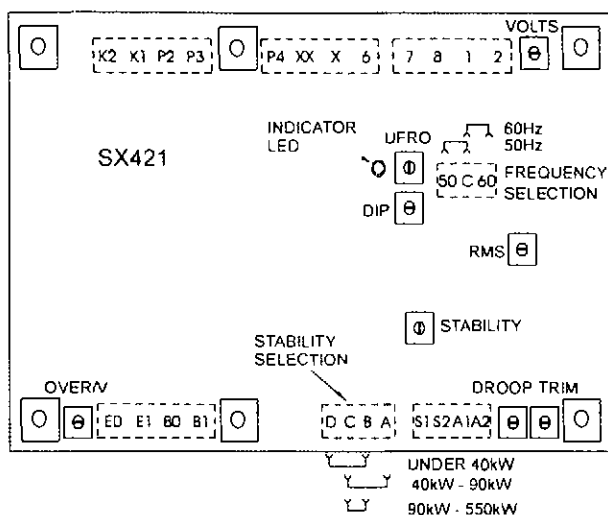 VOLTS
K2 K1 P2 P3
P4 XX X 6
7 8 1 2
INDICATOR
LED
UFRO
60Hz
50Hz
SX421
50 C 60
FREQUENCY
SELECTION
DIP
RMS
STABILITY
STABILITY
SELECTION
OVER/V
DROOP TRIM
E0 E1 B0 B1
D C B A
S1 S2 A1 A2
UNDER 40kW
40kW - 90kW
90kW - 550kW